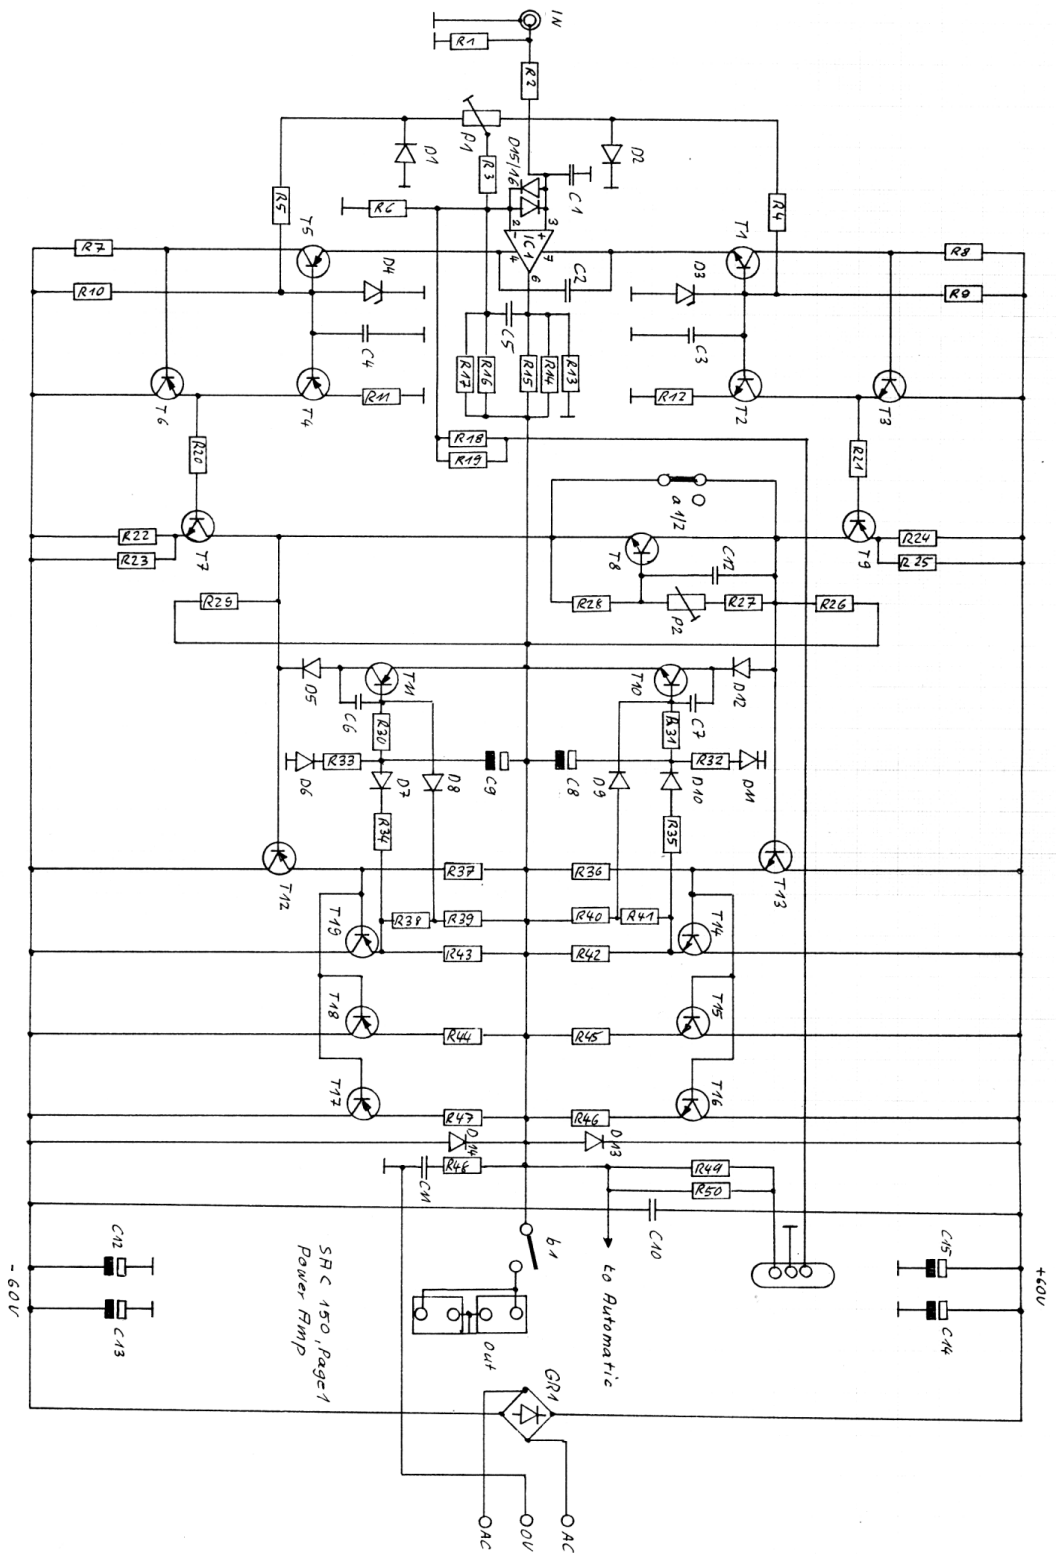 IN
R1
R2
P1
D1
D2
R3
D15/16
C1
R5
R6
R4
2
3
-
+
IC1
4
7
6
T5
T1
R7
R8
D4
D3
C2
R10
R9
C4
C5
C3
R17
R16
R15
R14
R13
T6
T4
R11
R12
T2
T3
R18
R19
R20
R21
a 1/2
R22
R23
T7
T8
C12
T9
R24
R25
R29
R28
P2
R27
R26
D5
T11
T10
D12
C6
R30
R31
C7
D6
R33
D7
D8
C9
C8
D9
D10
R32
D11
R34
R35
T12
R37
R36
T13
T19
R38
R39
R40
R41
T14
R43
R42
T18
T15
R44
R45
T17
T16
R47
R46
D14
D13
C11
R48
R49
R50
C10
b1
to Automatic
C12
C13
C15
C14
- 60V
+60V
SAC 150, Page1
Power Amp
Out
GR1
AC
0V
AC